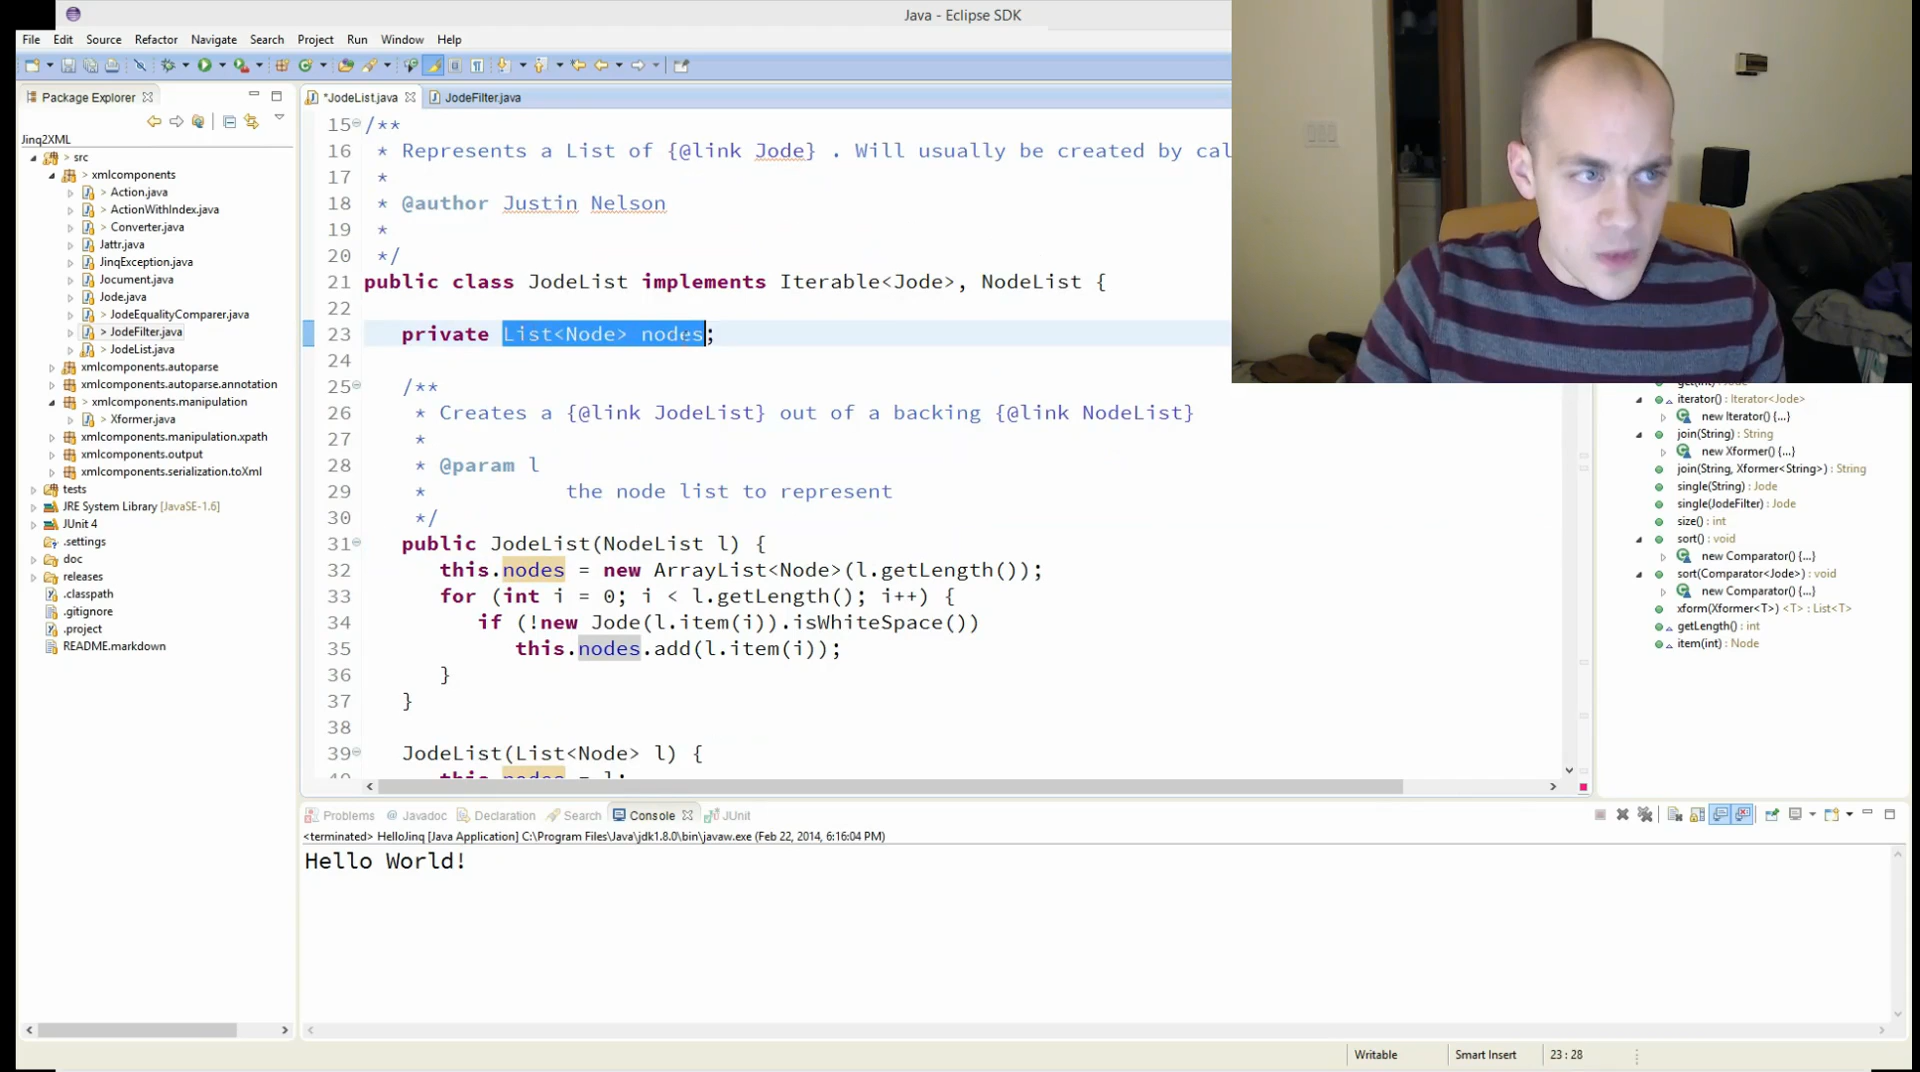 Java - Eclipse SDK
File Edit Source Refactor Navigate Search Project Run Window Help
Package Explorer
Jinq2XML
> src
> xmlcomponents
> Action.java
> ActionWithIndex.java
> Converter.java
Jattr.java
JinqException.java
Jocument.java
Jode.java
> JodeEqualityComparer.java
> JodeFilter.java
> JodeList.java
xmlcomponents.autoparse
xmlcomponents.autoparse.annotation
> xmlcomponents.manipulation
> Xformer.java
xmlcomponents.manipulation.xpath
xmlcomponents.output
xmlcomponents.serialization.toXml
tests
JRE System Library [JavaSE-1.6]
JUnit 4
.settings
doc
releases
.classpath
.gitignore
.project
README.markdown
*JodeList.java JodeFilter.java
15 /**
16 * Represents a List of {@link Jode} . Will usually be created by cal
17 *
18 * @author Justin Nelson
19 *
20 */
21 public class JodeList implements Iterable<Jode>, NodeList {
22
23 private List<Node> nodes;
24
25 /**
26 * Creates a {@link JodeList} out of a backing {@link NodeList}
27 *
28 * @param l
29 * the node list to represent
30 */
31 public JodeList(NodeList l) {
32 this.nodes = new ArrayList<Node>(l.getLength());
33 for (int i = 0; i < l.getLength(); i++) {
34 if (!new Jode(l.item(i)).isWhiteSpace())
35 this.nodes.add(l.item(i));
36 }
37 }
38
39 JodeList(List<Node> l) {
40 this.nodes = l;
get(int) : Jode
iterator() : Iterator<Jode>
new Iterator() {...}
join(String) : String
new Xformer() {...}
join(String, Xformer<String>) : String
single(String) : Jode
single(JodeFilter) : Jode
size() : int
sort() : void
new Comparator() {...}
sort(Comparator<Jode>) : void
new Comparator() {...}
xform(Xformer<T>) <T> : List<T>
getLength() : int
item(int) : Node
Problems @ Javadoc Declaration Search Console JUnit
<terminated> HelloJinq [Java Application] C:\Program Files\Java\jdk1.8.0\bin\javaw.exe (Feb 22, 2014, 6:16:04 PM)
Hello World!
Writable Smart Insert 23 : 28